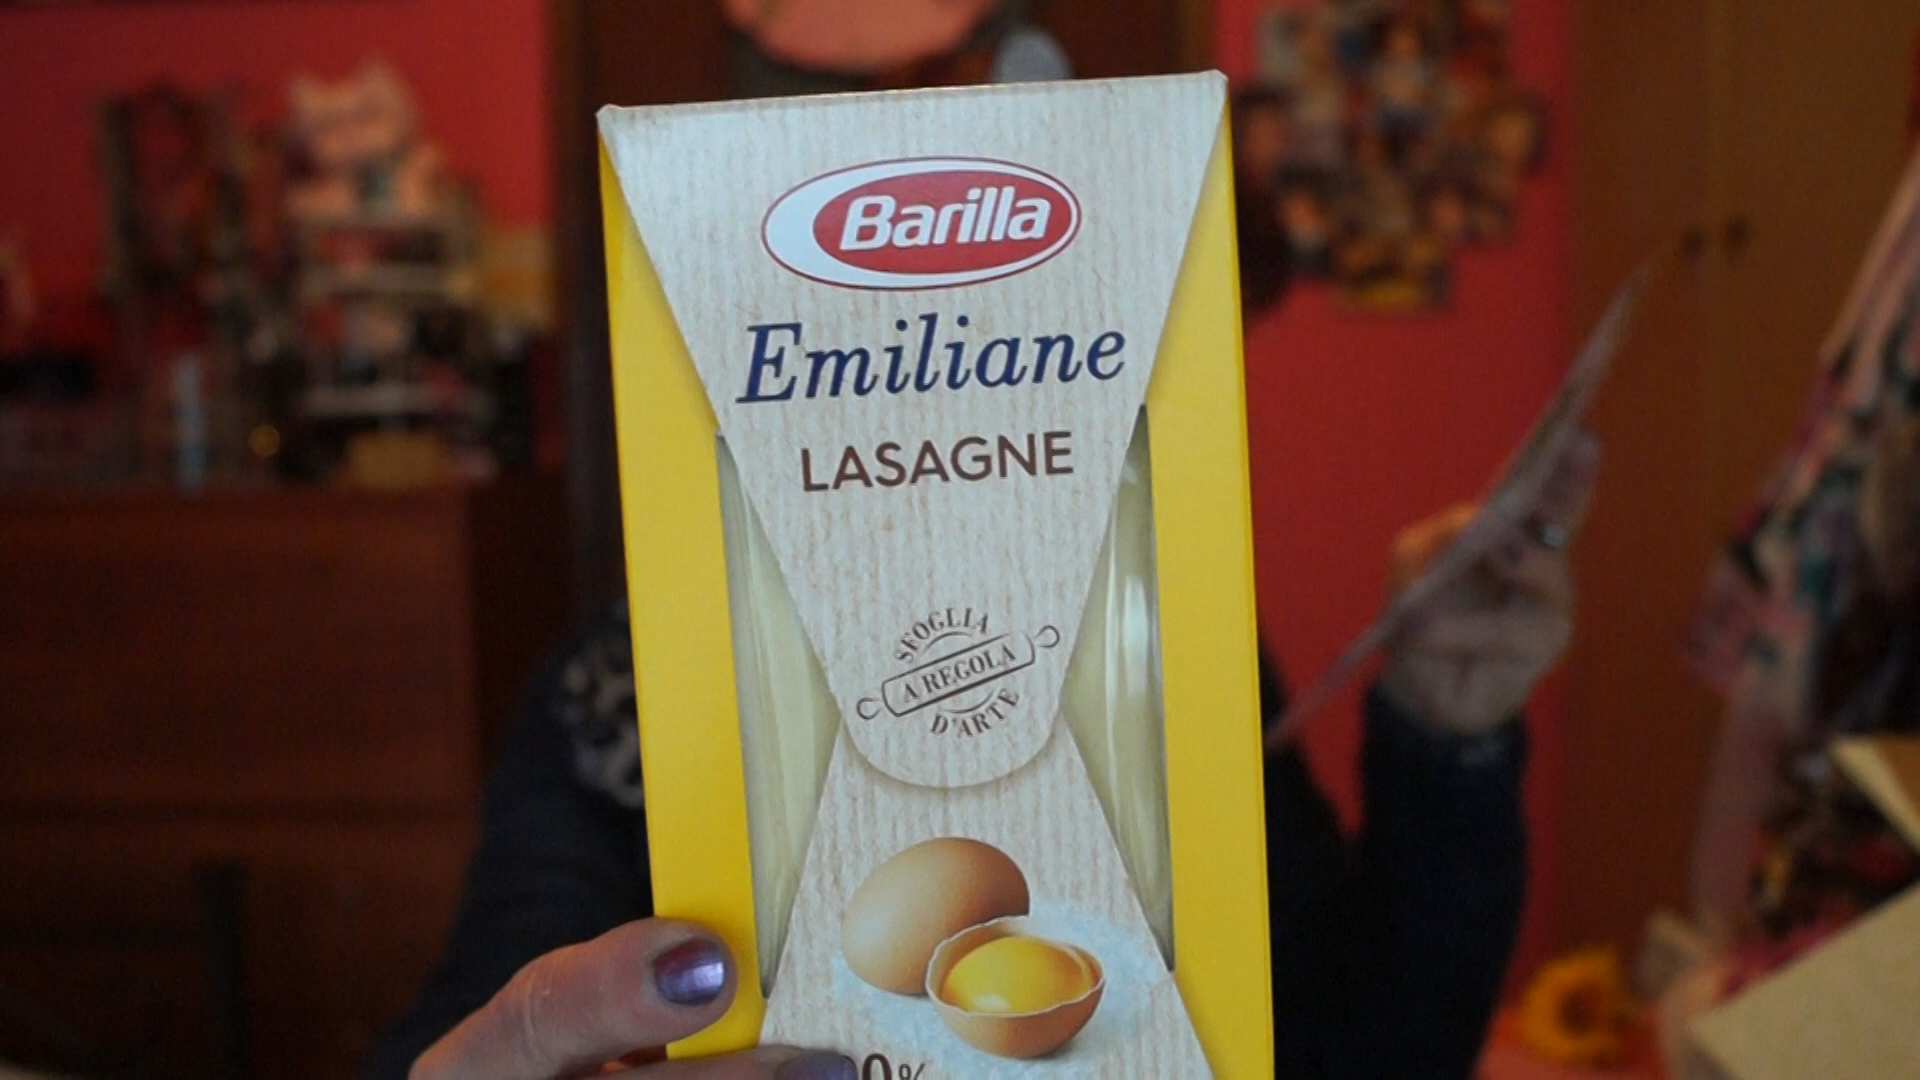 Barilla
Emiliane
LASAGNE
SFOGLIA
A REGOLA
D'ARTE